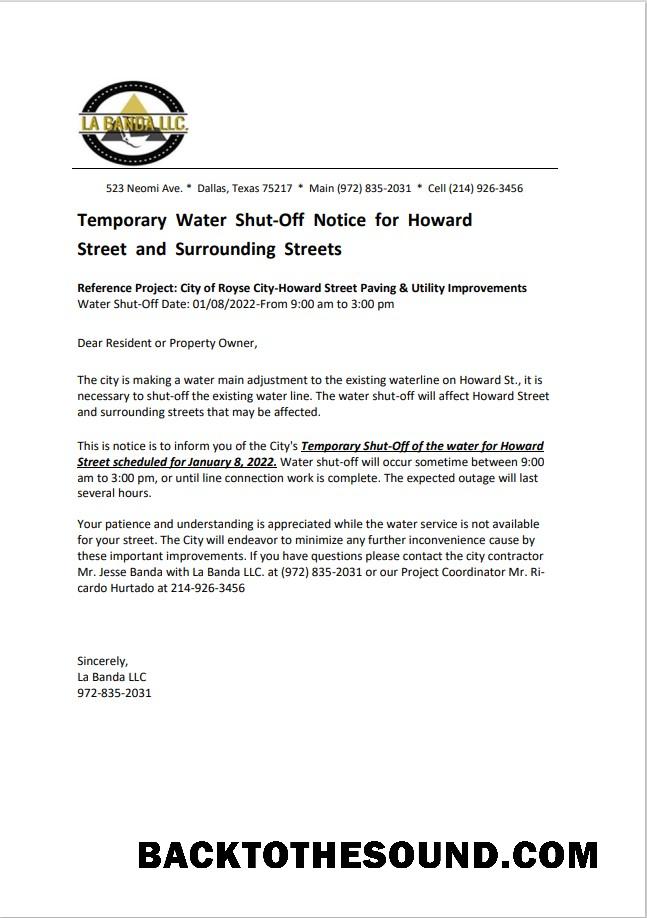 LA BANDA LLC.
523 Neomi Ave. * Dallas, Texas 75217 * Main (972) 835-2031 * Cell (214) 926-3456
Temporary Water Shut-Off Notice for Howard
Street and Surrounding Streets
Reference Project: City of Royse City-Howard Street Paving & Utility Improvements
Water Shut-Off Date: 01/08/2022-From 9:00 am to 3:00 pm
Dear Resident or Property Owner,
The city is making a water main adjustment to the existing waterline on Howard St., it is
necessary to shut-off the existing water line. The water shut-off will affect Howard Street
and surrounding streets that may be affected.
This is notice is to inform you of the City's Temporary Shut-Off of the water for Howard
Street scheduled for January 8, 2022. Water shut-off will occur sometime between 9:00
am to 3:00 pm, or until line connection work is complete. The expected outage will last
several hours.
Your patience and understanding is appreciated while the water service is not available
for your street. The City will endeavor to minimize any further inconvenience cause by
these important improvements. If you have questions please contact the city contractor
Mr. Jesse Banda with La Banda LLC. at (972) 835-2031 or our Project Coordinator Mr. Ri-
cardo Hurtado at 214-926-3456
Sincerely,
La Banda LLC
972-835-2031
BACKTOTHESOUND.COM